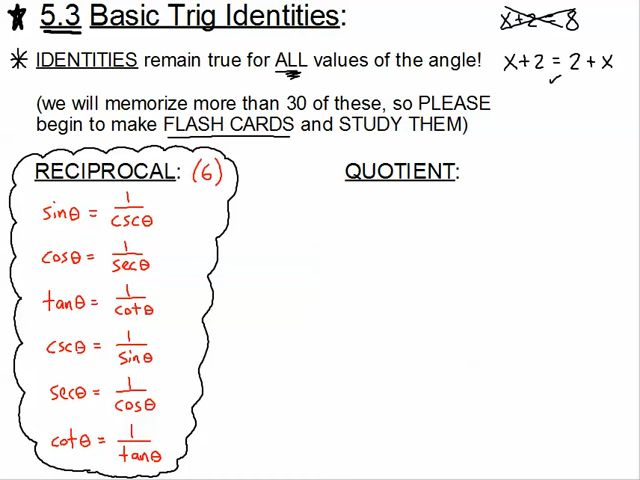 ★ 5.3 Basic Trig Identities:
x+2=8
* IDENTITIES remain true for ALL values of the angle!
x+2 = 2+x ✓
(we will memorize more than 30 of these, so PLEASE
begin to make FLASH CARDS and STUDY THEM)
RECIPROCAL: (6)
sinθ = 1/cscθ
cosθ = 1/secθ
tanθ = 1/cotθ
cscθ = 1/sinθ
secθ = 1/cosθ
cotθ = 1/tanθ
QUOTIENT: